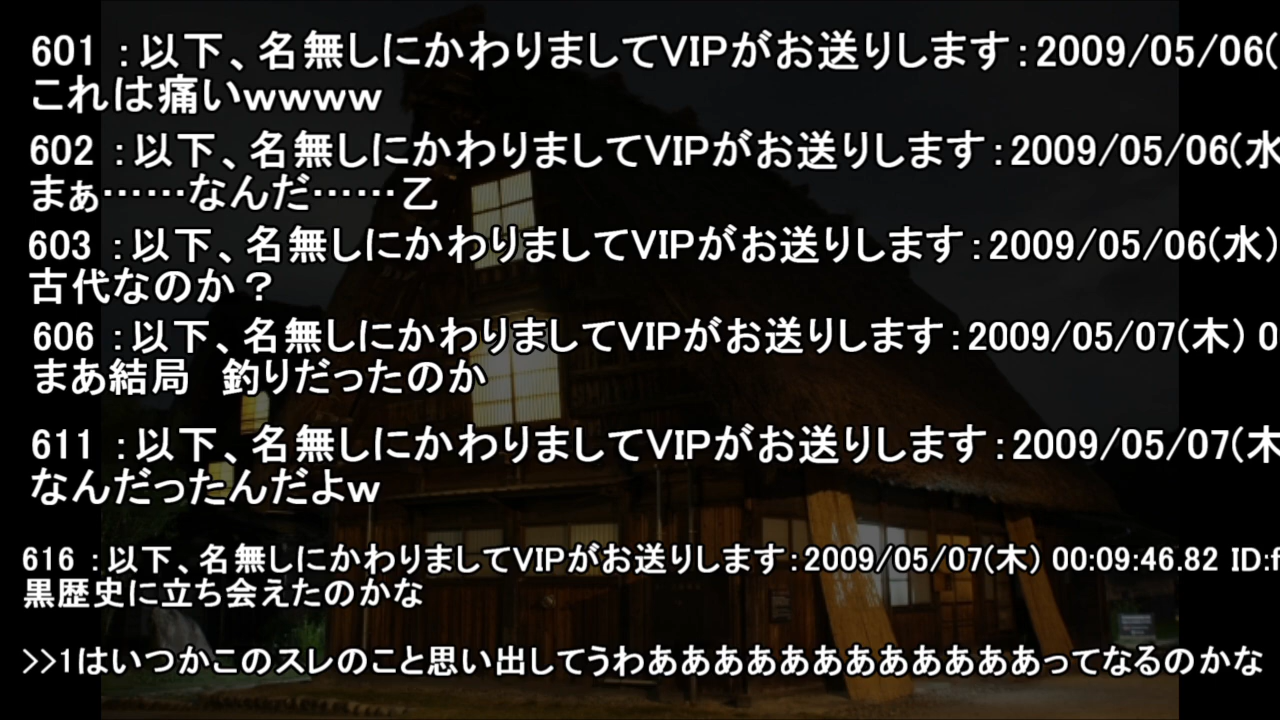 601 ：以下、名無しにかわりましてVIPがお送りします：2009/05/06(
これは痛いwwww
602 ：以下、名無しにかわりましてVIPがお送りします：2009/05/06(水
まぁ……なんだ……乙
603 ：以下、名無しにかわりましてVIPがお送りします：2009/05/06(水)
古代なのか？
606 ：以下、名無しにかわりましてVIPがお送りします：2009/05/07(木) 0
まあ結局　釣りだったのか
611 ：以下、名無しにかわりましてVIPがお送りします：2009/05/07(木
なんだったんだよw
616 ：以下、名無しにかわりましてVIPがお送りします：2009/05/07(木) 00:09:46.82 ID:f
黒歴史に立ち会えたのかな
>>1はいつかこのスレのこと思い出してうわああああああああああああってなるのかな